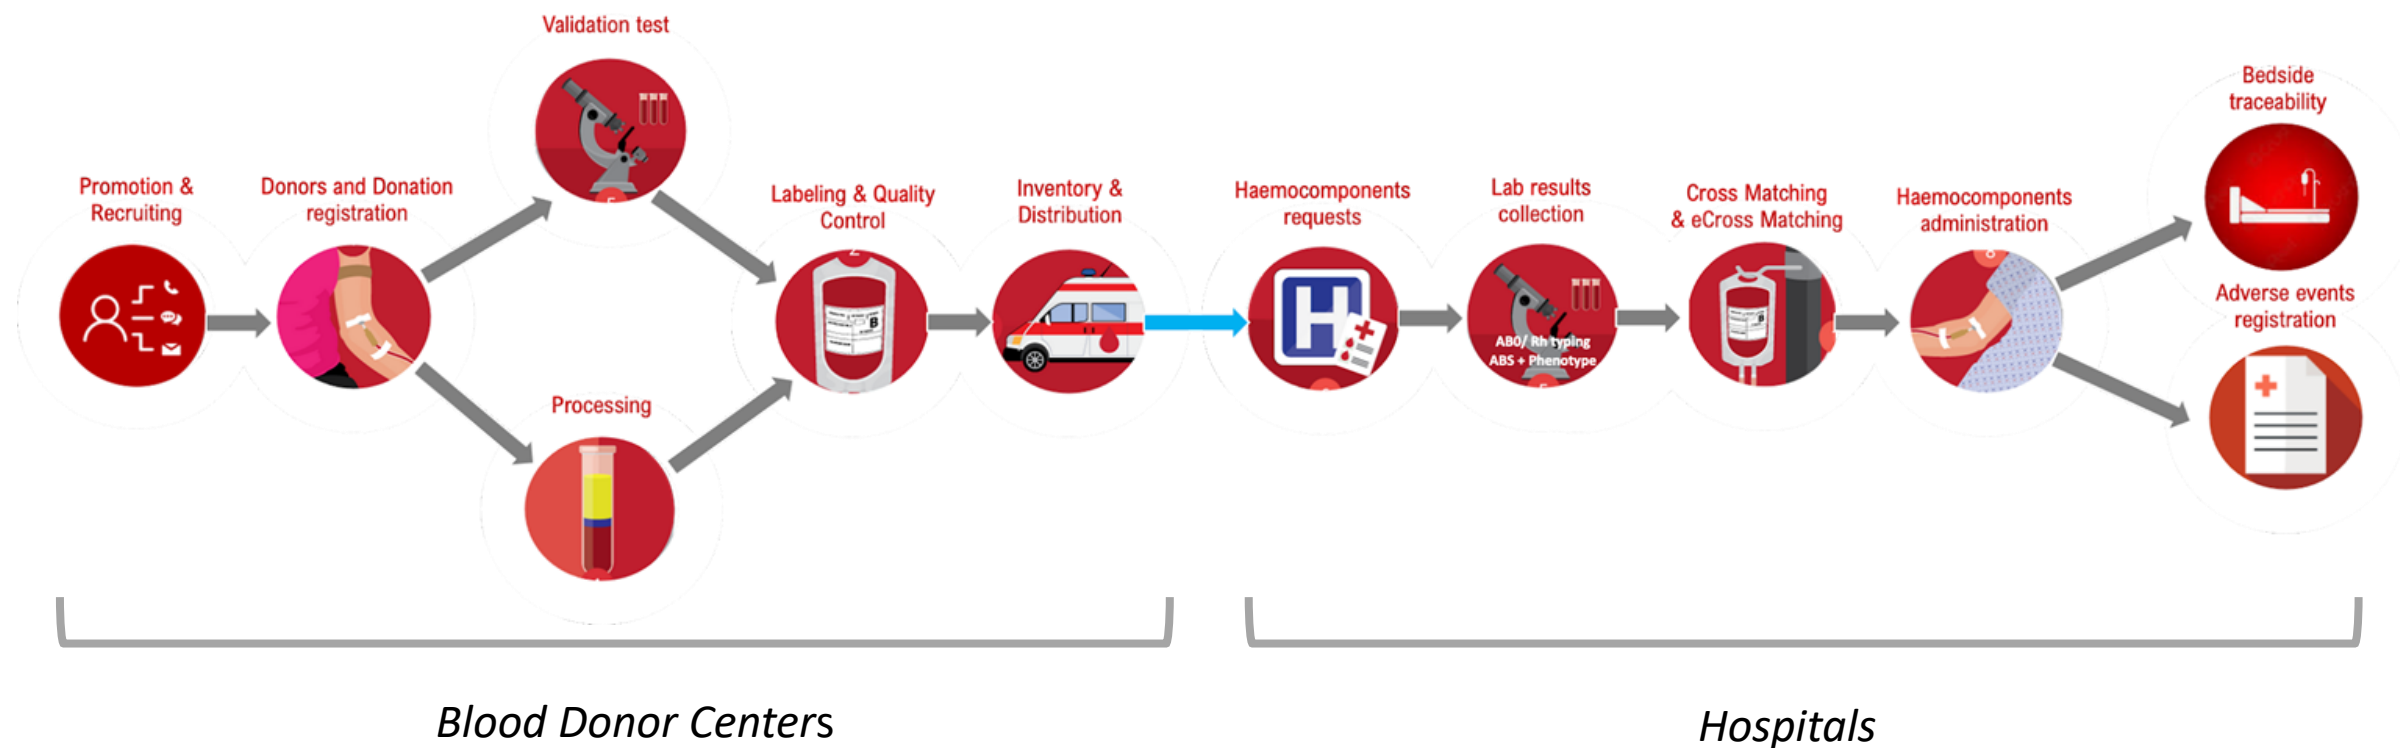 Validation test
Bedside
traceability
Promotion &
Recruiting
Donors and Donation
registration
Labeling & Quality
Control
Inventory &
Distribution
Haemocomponents
requests
Lab results
collection
Cross Matching
& eCross Matching
Haemocomponents
administration
B
H
AB0/ Rh typing
ABS + Phenotype
B
Adverse events
registration
Processing
Blood Donor Centers
Hospitals